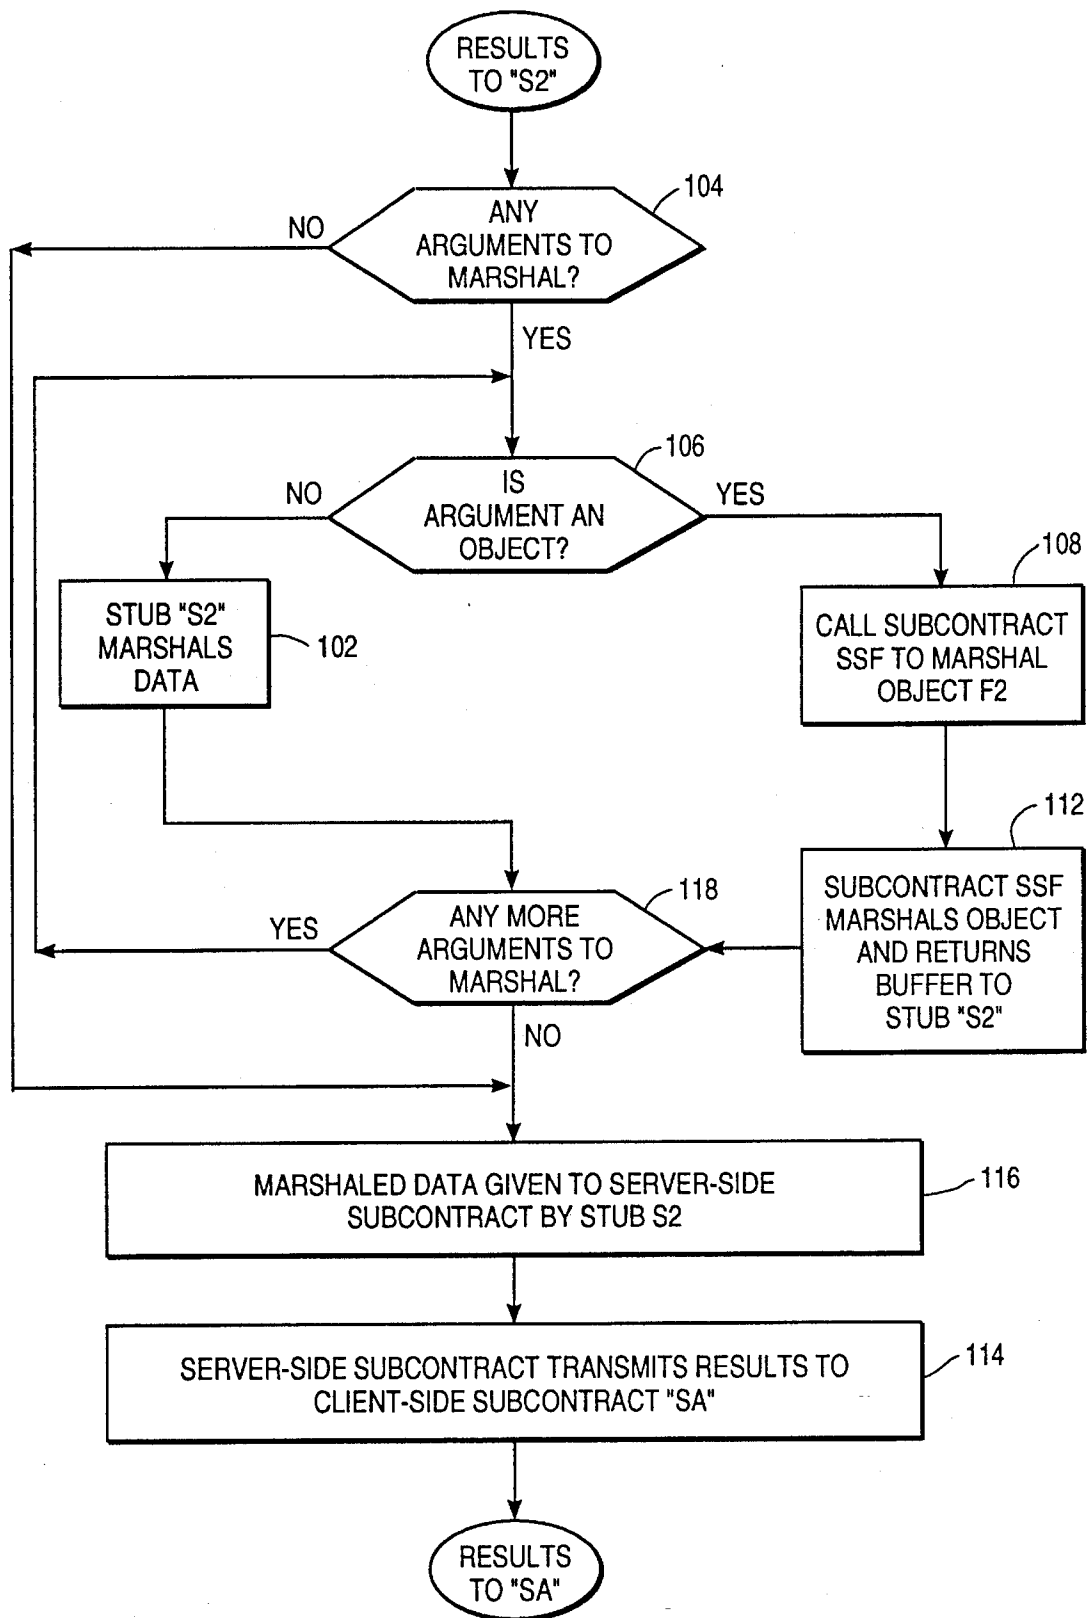 RESULTS
TO "S2"
104
ANY
ARGUMENTS TO
MARSHAL?
NO
YES
106
IS
ARGUMENT AN
OBJECT?
NO
YES
108
STUB "S2"
MARSHALS
DATA
102
CALL SUBCONTRACT
SSF TO MARSHAL
OBJECT F2
112
118
ANY MORE
ARGUMENTS TO
MARSHAL?
YES
NO
SUBCONTRACT SSF
MARSHALS OBJECT
AND RETURNS
BUFFER TO
STUB "S2"
MARSHALED DATA GIVEN TO SERVER-SIDE
SUBCONTRACT BY STUB S2
116
SERVER-SIDE SUBCONTRACT TRANSMITS RESULTS TO
CLIENT-SIDE SUBCONTRACT "SA"
114
RESULTS
TO "SA"